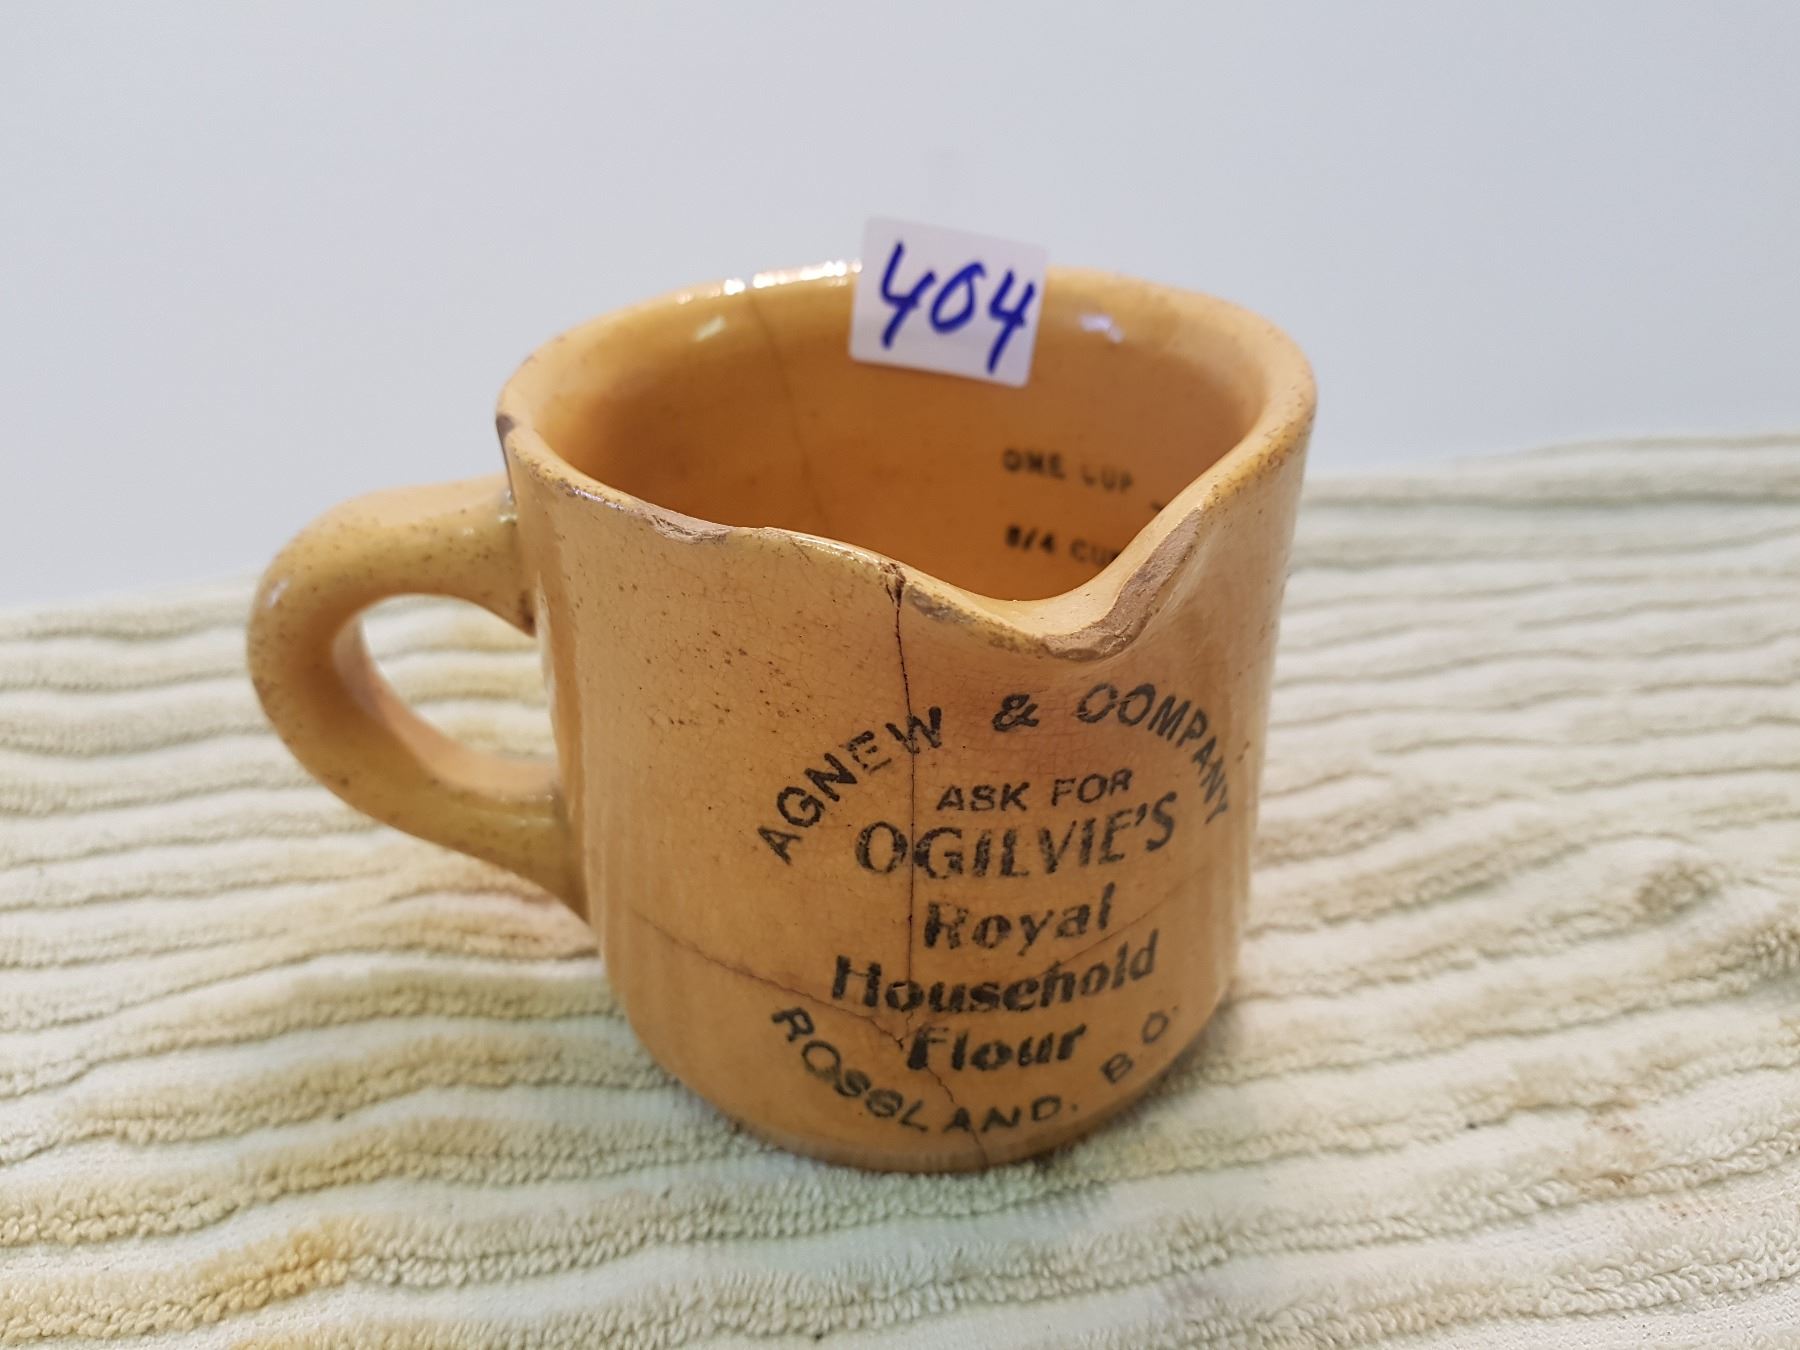 404
ONE CUP
3/4 CUP
AGNEW & COMPANY
ASK FOR
OGILVIE'S
Royal
Household
Flour
ROSSLAND, B.C.